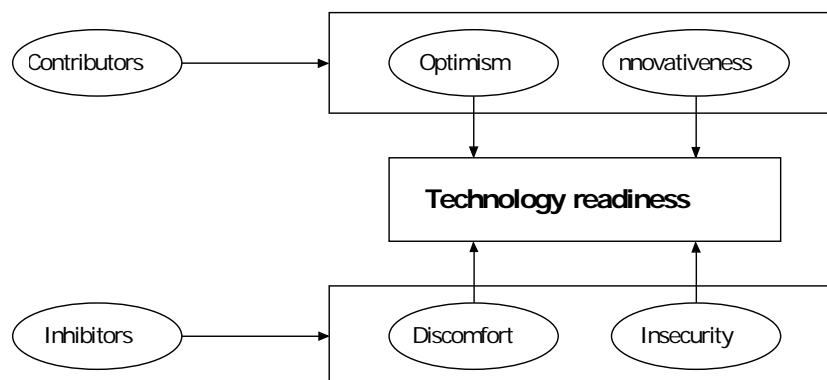 Contributors
Optimism
nnovativeness
Technology readiness
Inhibitors
Discomfort
Insecurity